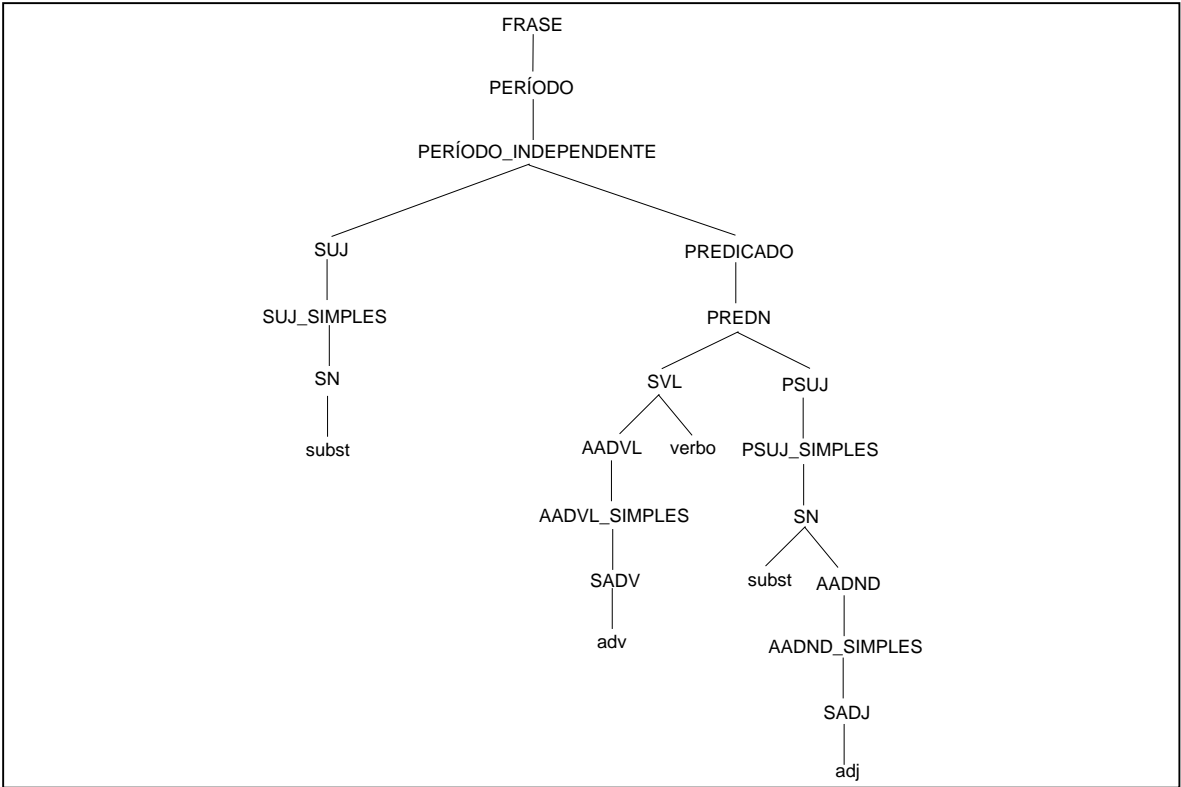 FRASE
PERÍODO
PERÍODO_INDEPENDENTE
SUJ PREDICADO
SUJ_SIMPLES PREDN
SN SVL PSUJ
subst AADVL verbo PSUJ_SIMPLES
AADVL_SIMPLES SN
SADV subst AADND
adv AADND_SIMPLES
SADJ
adj